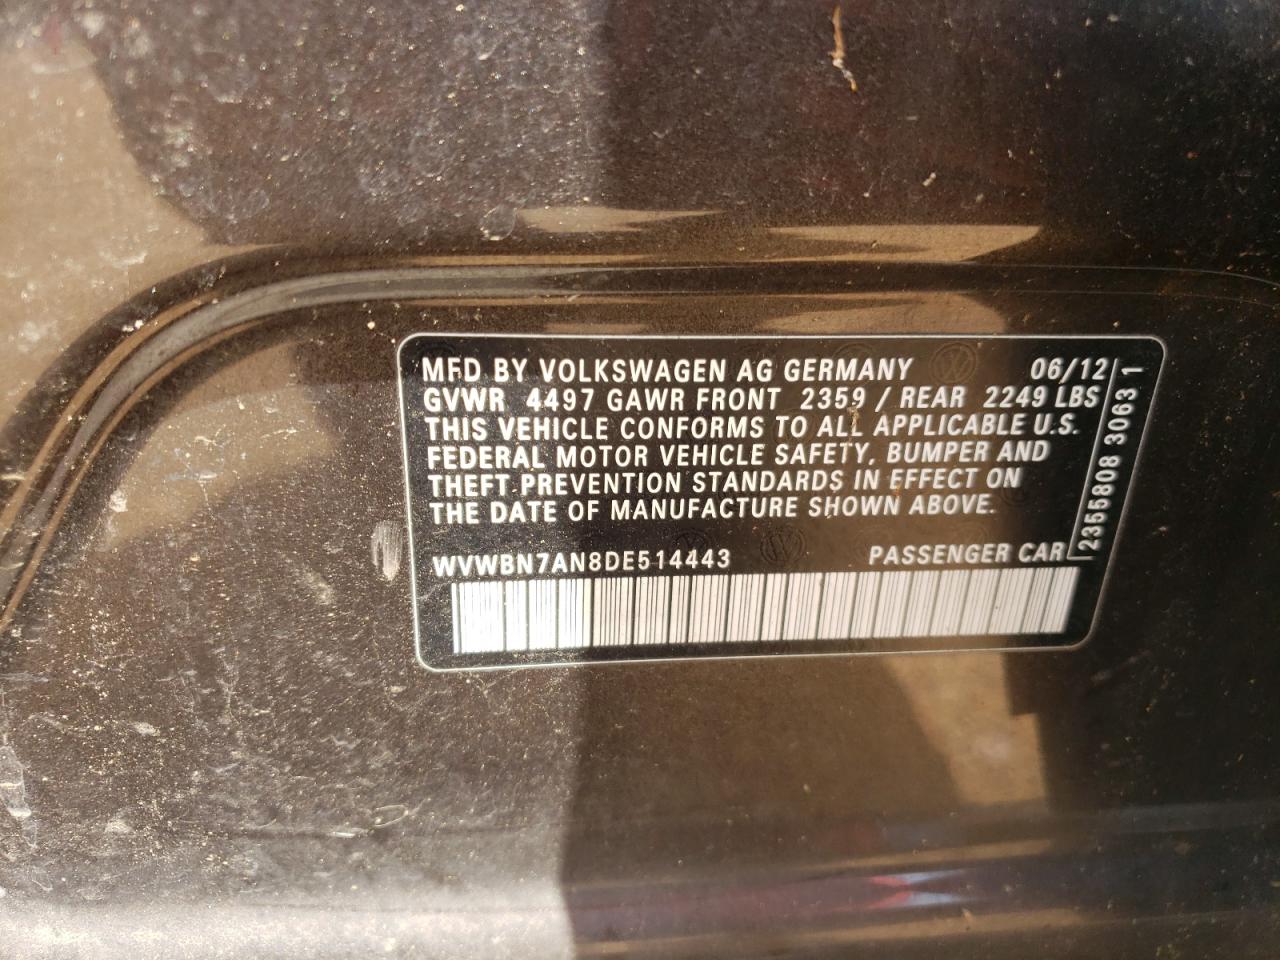 MFD BY VOLKSWAGEN AG GERMANY 06/12
GVWR 4497 GAWR FRONT 2359 / REAR 2249 LBS
THIS VEHICLE CONFORMS TO ALL APPLICABLE U.S.
FEDERAL MOTOR VEHICLE SAFETY, BUMPER AND
THEFT PREVENTION STANDARDS IN EFFECT ON
THE DATE OF MANUFACTURE SHOWN ABOVE.
WVWBN7AN8DE514443 PASSENGER CAR
2355808 3063 1